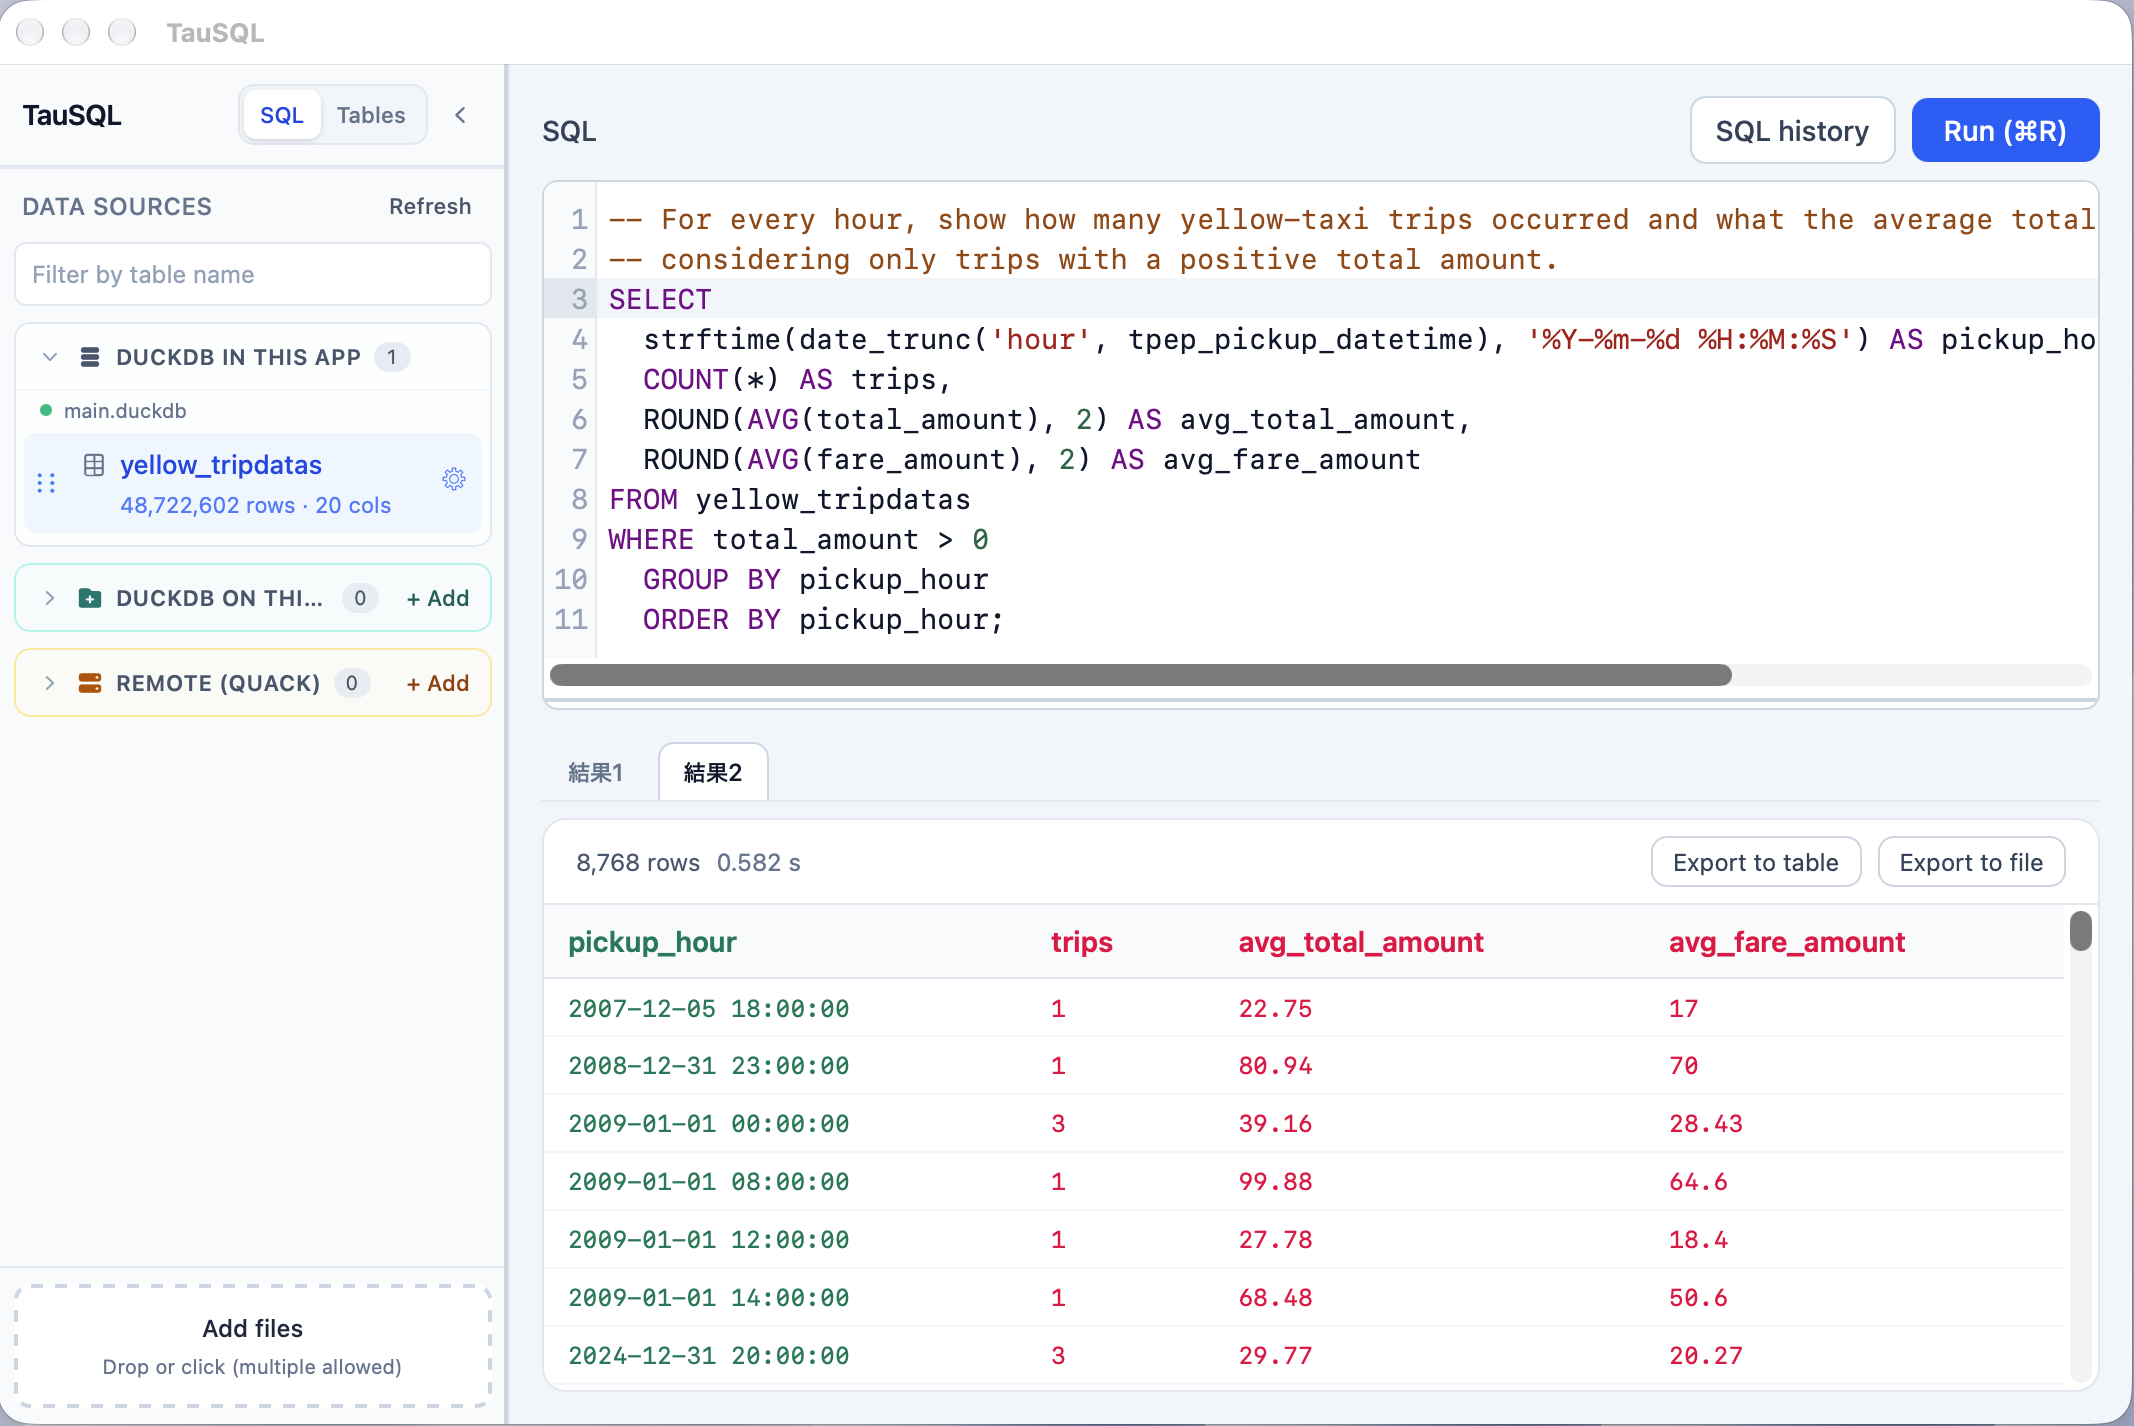 TauSQL
TauSQL
SQL
Tables
DATA SOURCES
Refresh
Filter by table name
DUCKDB IN THIS APP 1
main.duckdb
yellow_tripdatas
48,722,602 rows · 20 cols
DUCKDB ON THI... 0 + Add
REMOTE (QUACK) 0 + Add
Add files
Drop or click (multiple allowed)
SQL
SQL history
Run (⌘R)
1 -- For every hour, show how many yellow-taxi trips occurred and what the average total
2 -- considering only trips with a positive total amount.
3 SELECT
4 strftime(date_trunc('hour', tpep_pickup_datetime), '%Y-%m-%d %H:%M:%S') AS pickup_ho
5 COUNT(*) AS trips,
6 ROUND(AVG(total_amount), 2) AS avg_total_amount,
7 ROUND(AVG(fare_amount), 2) AS avg_fare_amount
8 FROM yellow_tripdatas
9 WHERE total_amount > 0
10 GROUP BY pickup_hour
11 ORDER BY pickup_hour;
結果1
結果2
8,768 rows 0.582 s
Export to table
Export to file
pickup_hour trips avg_total_amount avg_fare_amount
2007-12-05 18:00:00 1 22.75 17
2008-12-31 23:00:00 1 80.94 70
2009-01-01 00:00:00 3 39.16 28.43
2009-01-01 08:00:00 1 99.88 64.6
2009-01-01 12:00:00 1 27.78 18.4
2009-01-01 14:00:00 1 68.48 50.6
2024-12-31 20:00:00 3 29.77 20.27